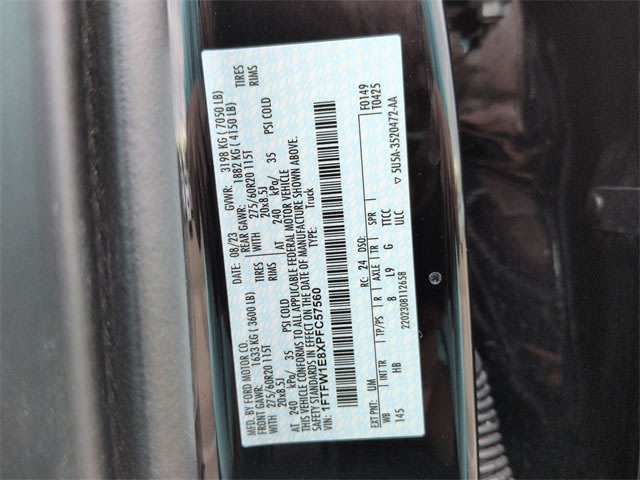 MFD. BY FORD MOTOR CO. DATE: 08/23 GVWR: 3198 KG ( 7050 LB)
FRONT GAWR: 1633 KG ( 3600 LB) REAR GAWR: 1882 KG ( 4150 LB)
WITH 275/60R20 115T TIRES WITH 275/60R20 115T TIRES
20x8.5J RIMS 20x8.5J RIMS
AT 240 kPa/ 35 PSI COLD AT 240 kPa/ 35 PSI COLD
THIS VEHICLE CONFORMS TO ALL APPLICABLE FEDERAL MOTOR VEHICLE
SAFETY STANDARDS IN EFFECT ON THE DATE OF MANUFACTURE SHOWN ABOVE.
VIN: 1FTFW1E8XPFC57560 TYPE: Truck
F0149
T0425
EXT PNT: UM RC: 24 DSO:
WB INT TR TP/PS R AXLE TR SPR
145 HB 8 L9 G TTCC
ULC
2202308112658 ▽ 5U5A-3520472-AA